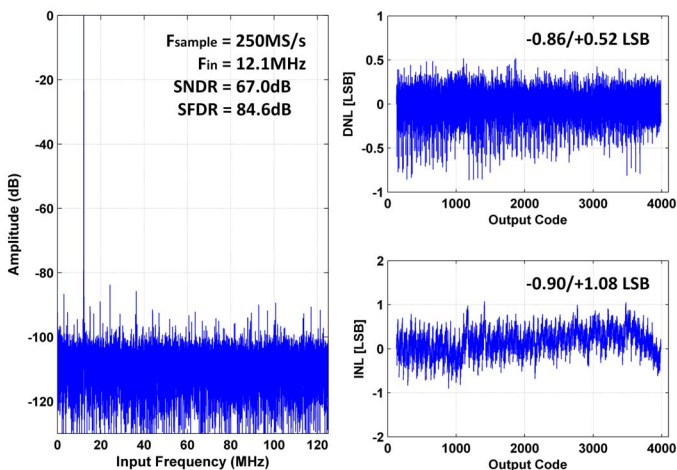 Fsample = 250MS/s
Fin = 12.1MHz
SNDR = 67.0dB
SFDR = 84.6dB
Amplitude (dB)
0
-20
-40
-60
-80
-100
-120
0 20 40 60 80 100 120
Input Frequency (MHz)
-0.86/+0.52 LSB
DNL [LSB]
1
0.5
0
-0.5
-1
0 1000 2000 3000 4000
Output Code
-0.90/+1.08 LSB
INL [LSB]
2
1
0
-1
-2
0 1000 2000 3000 4000
Output Code